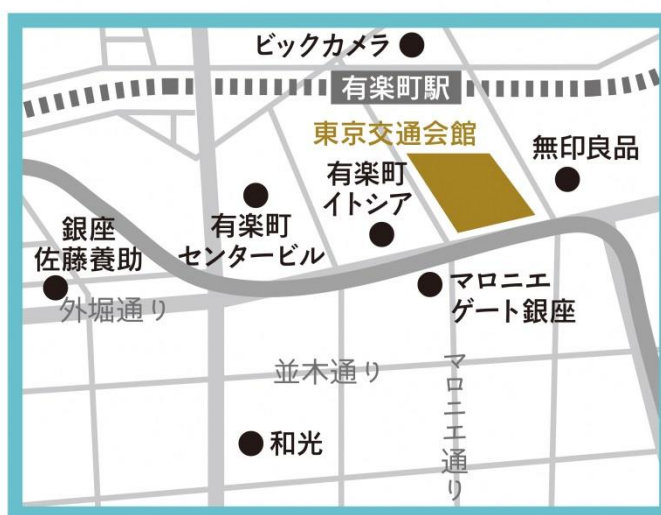 ビックカメラ
有楽町駅
東京交通会館
無印良品
有楽町
イトシア
有楽町
センタービル
銀座
佐藤養助
外堀通り
マロニエ
ゲート銀座
並木通り
マロニエ通り
和光